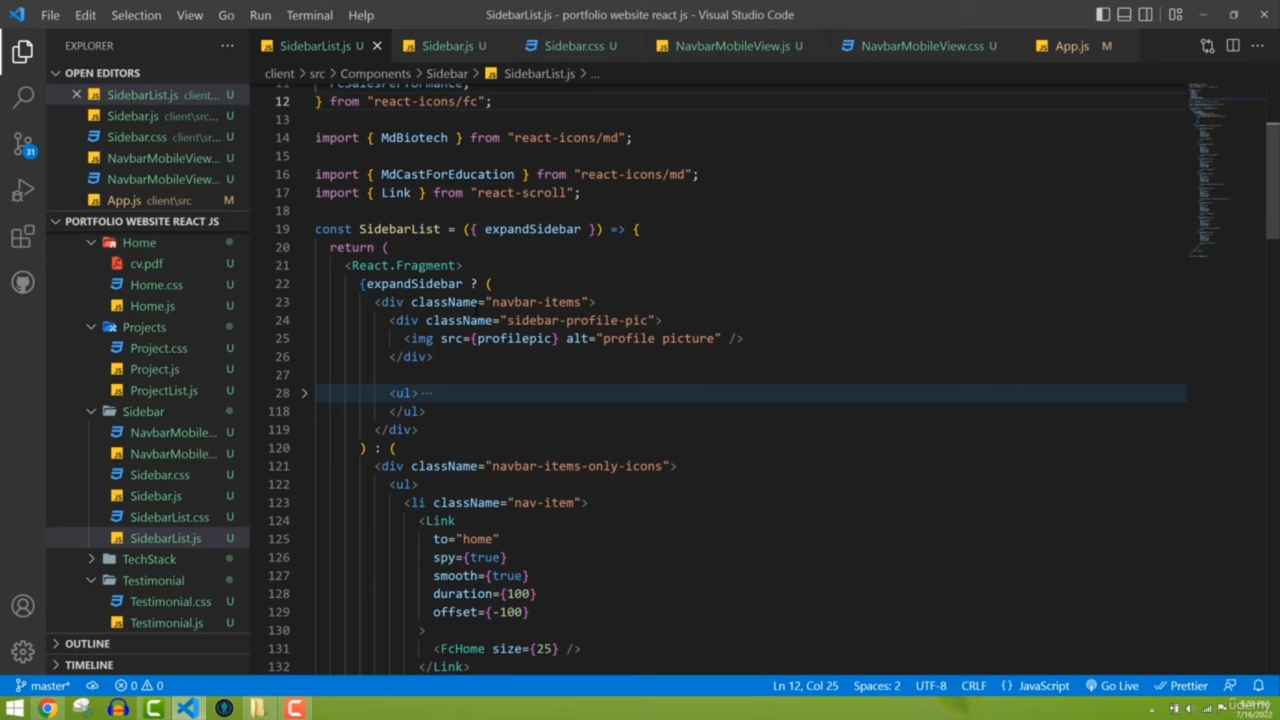 File Edit Selection View Go Run Terminal Help
SidebarList.js - portfolio website react js - Visual Studio Code
EXPLORER
OPEN EDITORS
SidebarList.js client... U
Sidebar.js client\src... U
Sidebar.css client\sr... U
NavbarMobileView... U
NavbarMobileView... U
App.js client\src M
PORTFOLIO WEBSITE REACT JS
Home
cv.pdf U
Home.css U
Home.js U
Projects
Project.css U
Project.js U
ProjectList.js U
Sidebar
NavbarMobile... U
NavbarMobile... U
Sidebar.css U
Sidebar.js U
SidebarList.css U
SidebarList.js U
TechStack
Testimonial
Testimonial.css U
Testimonial.js U
OUTLINE
TIMELINE
31
SidebarList.js U Sidebar.js U Sidebar.css U NavbarMobileView.js U NavbarMobileView.css U App.js M
client > src > Components > Sidebar > SidebarList.js > ...
11 FcSalesPerformance,
12 } from "react-icons/fc";
13
14 import { MdBiotech } from "react-icons/md";
15
16 import { MdCastForEducation } from "react-icons/md";
17 import { Link } from "react-scroll";
18
19 const SidebarList = ({ expandSidebar }) => {
20 return (
21 <React.Fragment>
22 {expandSidebar ? (
23 <div className="navbar-items">
24 <div className="sidebar-profile-pic">
25 <img src={profilepic} alt="profile picture" />
26 </div>
27
28 <ul>...
118 </ul>
119 </div>
120 ) : (
121 <div className="navbar-items-only-icons">
122 <ul>
123 <li className="nav-item">
124 <Link
125 to="home"
126 spy={true}
127 smooth={true}
128 duration={100}
129 offset={-100}
130 >
131 <FcHome size={25} />
132 </Link>
master* 0 0 Ln 12, Col 25 Spaces: 2 UTF-8 CRLF {} JavaScript Go Live Prettier
7/16/2022
udemy